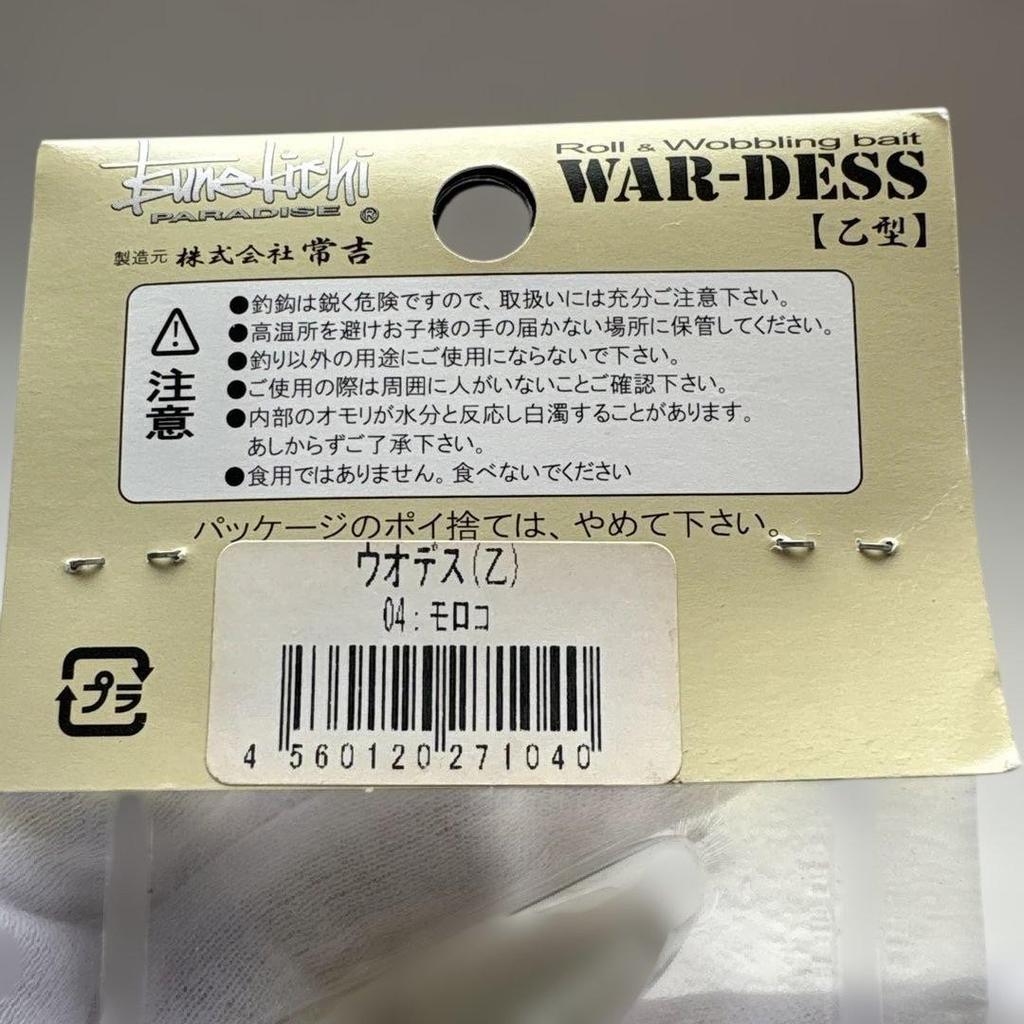 Tsunekichi
PARADISE ®
製造元 株式会社 常吉
Roll & Wobbling bait
WAR-DESS
【乙型】
注意
●釣鈎は鋭く危険ですので、取扱いには充分ご注意下さい。
●高温所を避けお子様の手の届かない場所に保管してください。
●釣り以外の用途にご使用にならないで下さい。
●ご使用の際は周囲に人がいないことご確認下さい。
●内部のオモリが水分と反応し白濁することがあります。
あしからずご了承下さい。
●食用ではありません。食べないでください
パッケージのポイ捨ては、やめて下さい。
ウオデス(乙)
04:モロコ
4 560120 271040
プラ